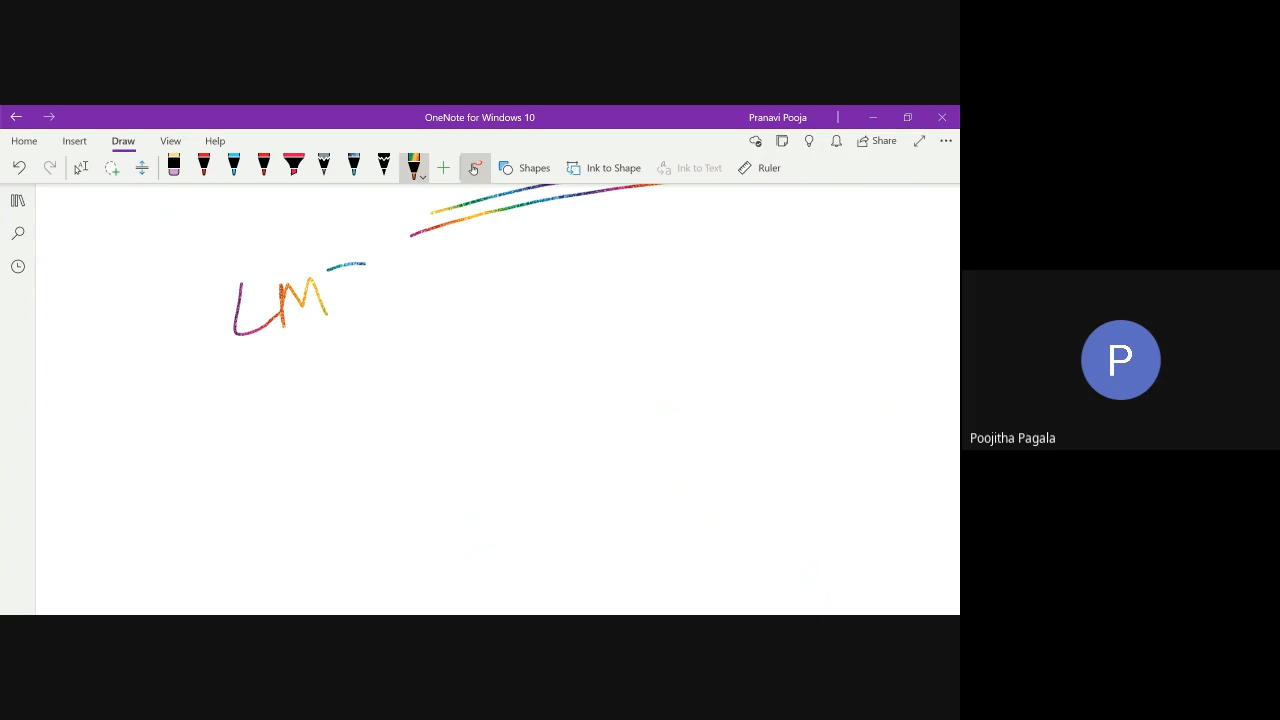 OneNote for Windows 10
Pranavi Pooja
Home Insert Draw View Help
Share
Shapes Ink to Shape Ink to Text Ruler
LM
P
Poojitha Pagala